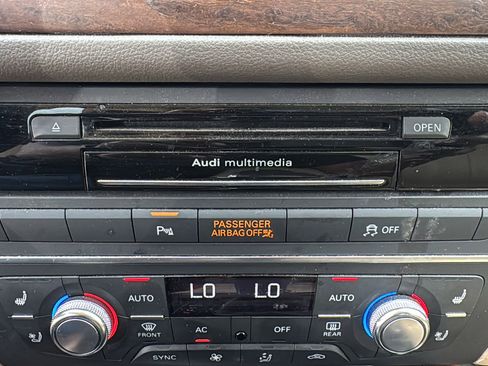 OPEN
Audi multimedia
P
PASSENGER
AIRBAG OFF
OFF
AUTO
LO LO
AUTO
FRONT
AC
OFF
REAR
SYNC